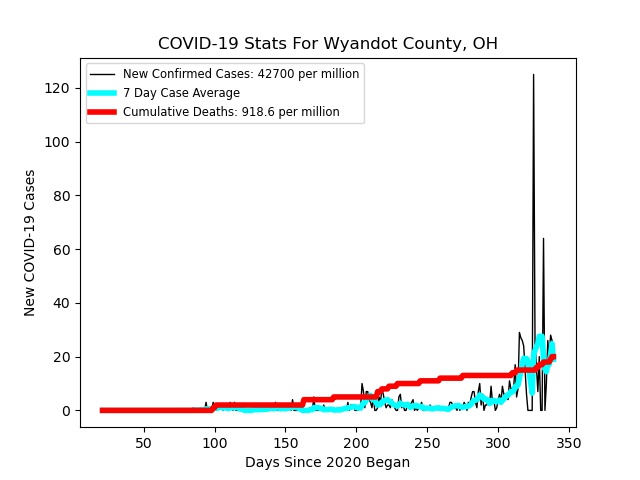 COVID-19 Stats For Wyandot County, OH
New Confirmed Cases: 42700 per million
7 Day Case Average
Cumulative Deaths: 918.6 per million
New COVID-19 Cases
120
100
80
60
40
20
0
50 100 150 200 250 300 350
Days Since 2020 Began